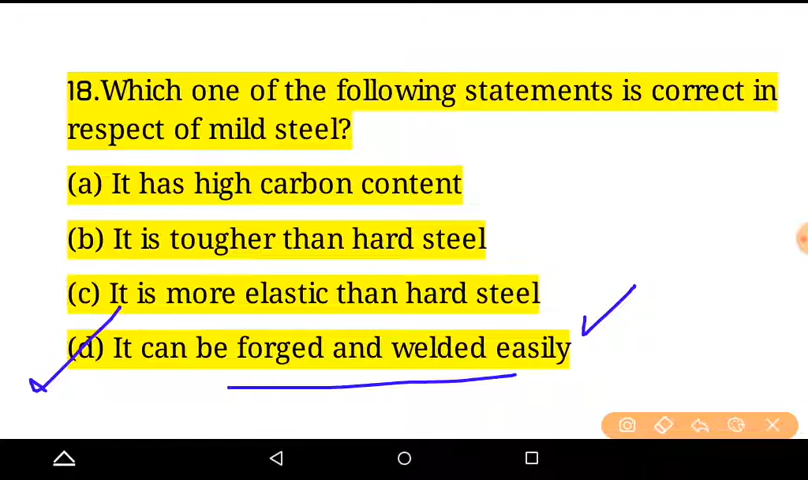 18.Which one of the following statements is correct in
respect of mild steel?
(a) It has high carbon content
(b) It is tougher than hard steel
(c) It is more elastic than hard steel
(d) It can be forged and welded easily